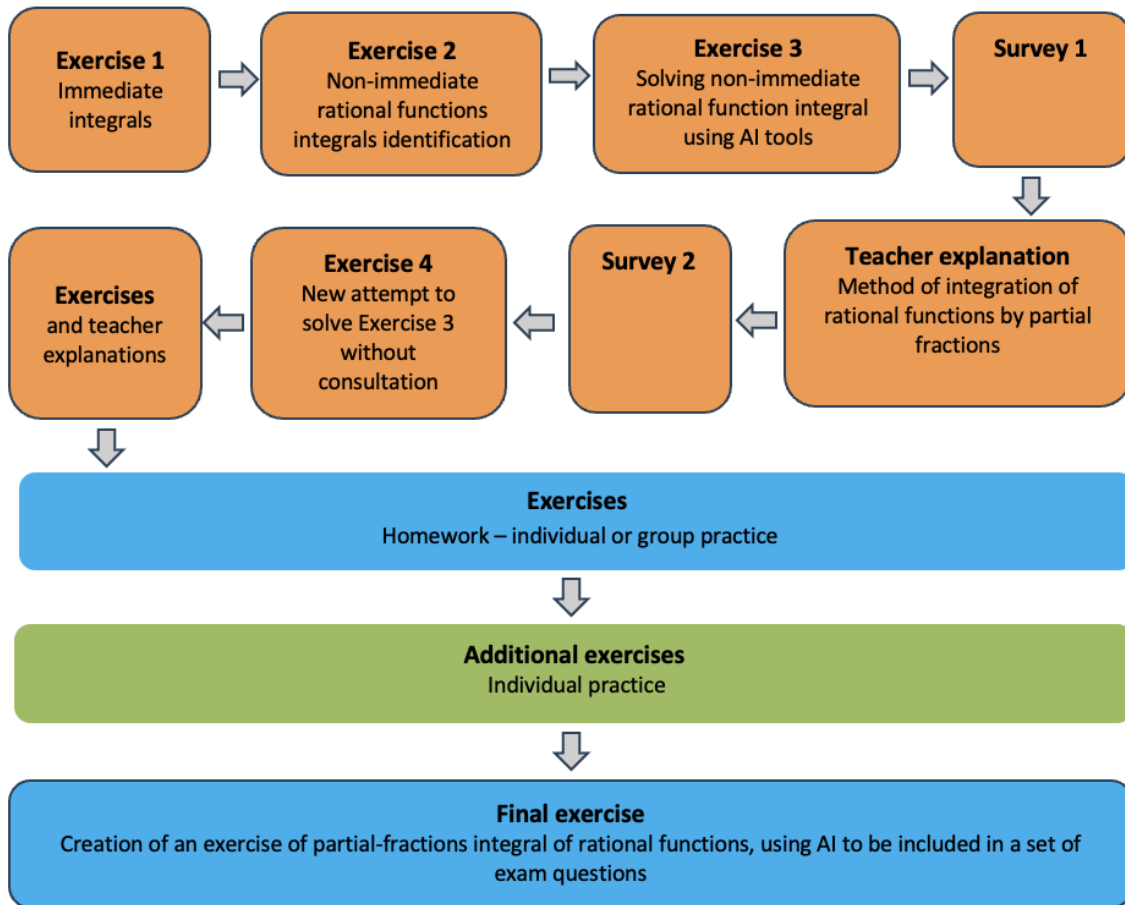 Exercise 1
Immediate
integrals
Exercise 2
Non-immediate
rational functions
integrals identification
Exercise 3
Solving non-immediate
rational function integral
using AI tools
Survey 1
Teacher explanation
Method of integration of
rational functions by partial
fractions
Survey 2
Exercise 4
New attempt to
solve Exercise 3
without
consultation
Exercises
and teacher
explanations
Exercises
Homework – individual or group practice
Additional exercises
Individual practice
Final exercise
Creation of an exercise of partial-fractions integral of rational functions, using AI to be included in a set of
exam questions